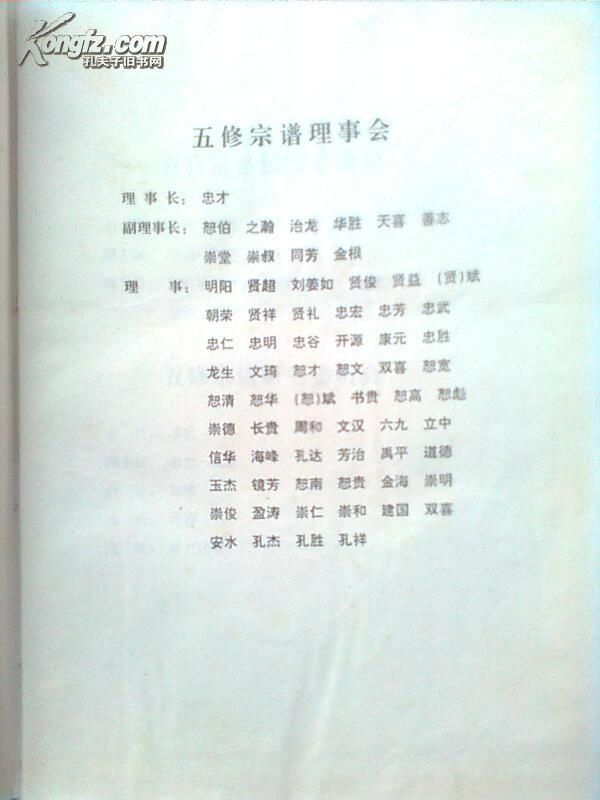 Kongfz.com
孔夫子旧书网
五修宗谱理事会
理事长：忠才
副理事长：恕伯 之瀚 治龙 华胜 天喜 善志
崇堂 崇叔 同芳 金根
理事：明阳 贤超 刘姜如 贤俊 贤益 (贤)斌
朝荣 贤祥 贤礼 忠宏 忠芳 忠武
忠仁 忠明 忠谷 开源 康元 忠胜
龙生 文琦 恕才 恕文 双喜 恕宽
恕清 恕华 (恕)斌 书贵 恕高 恕彪
崇德 长贵 周和 文汉 六九 立中
信华 海峰 孔达 芳治 禹平 道德
玉杰 镜芳 恕南 恕贵 金海 崇明
崇俊 盈涛 崇仁 崇和 建国 双喜
安水 孔杰 孔胜 孔祥